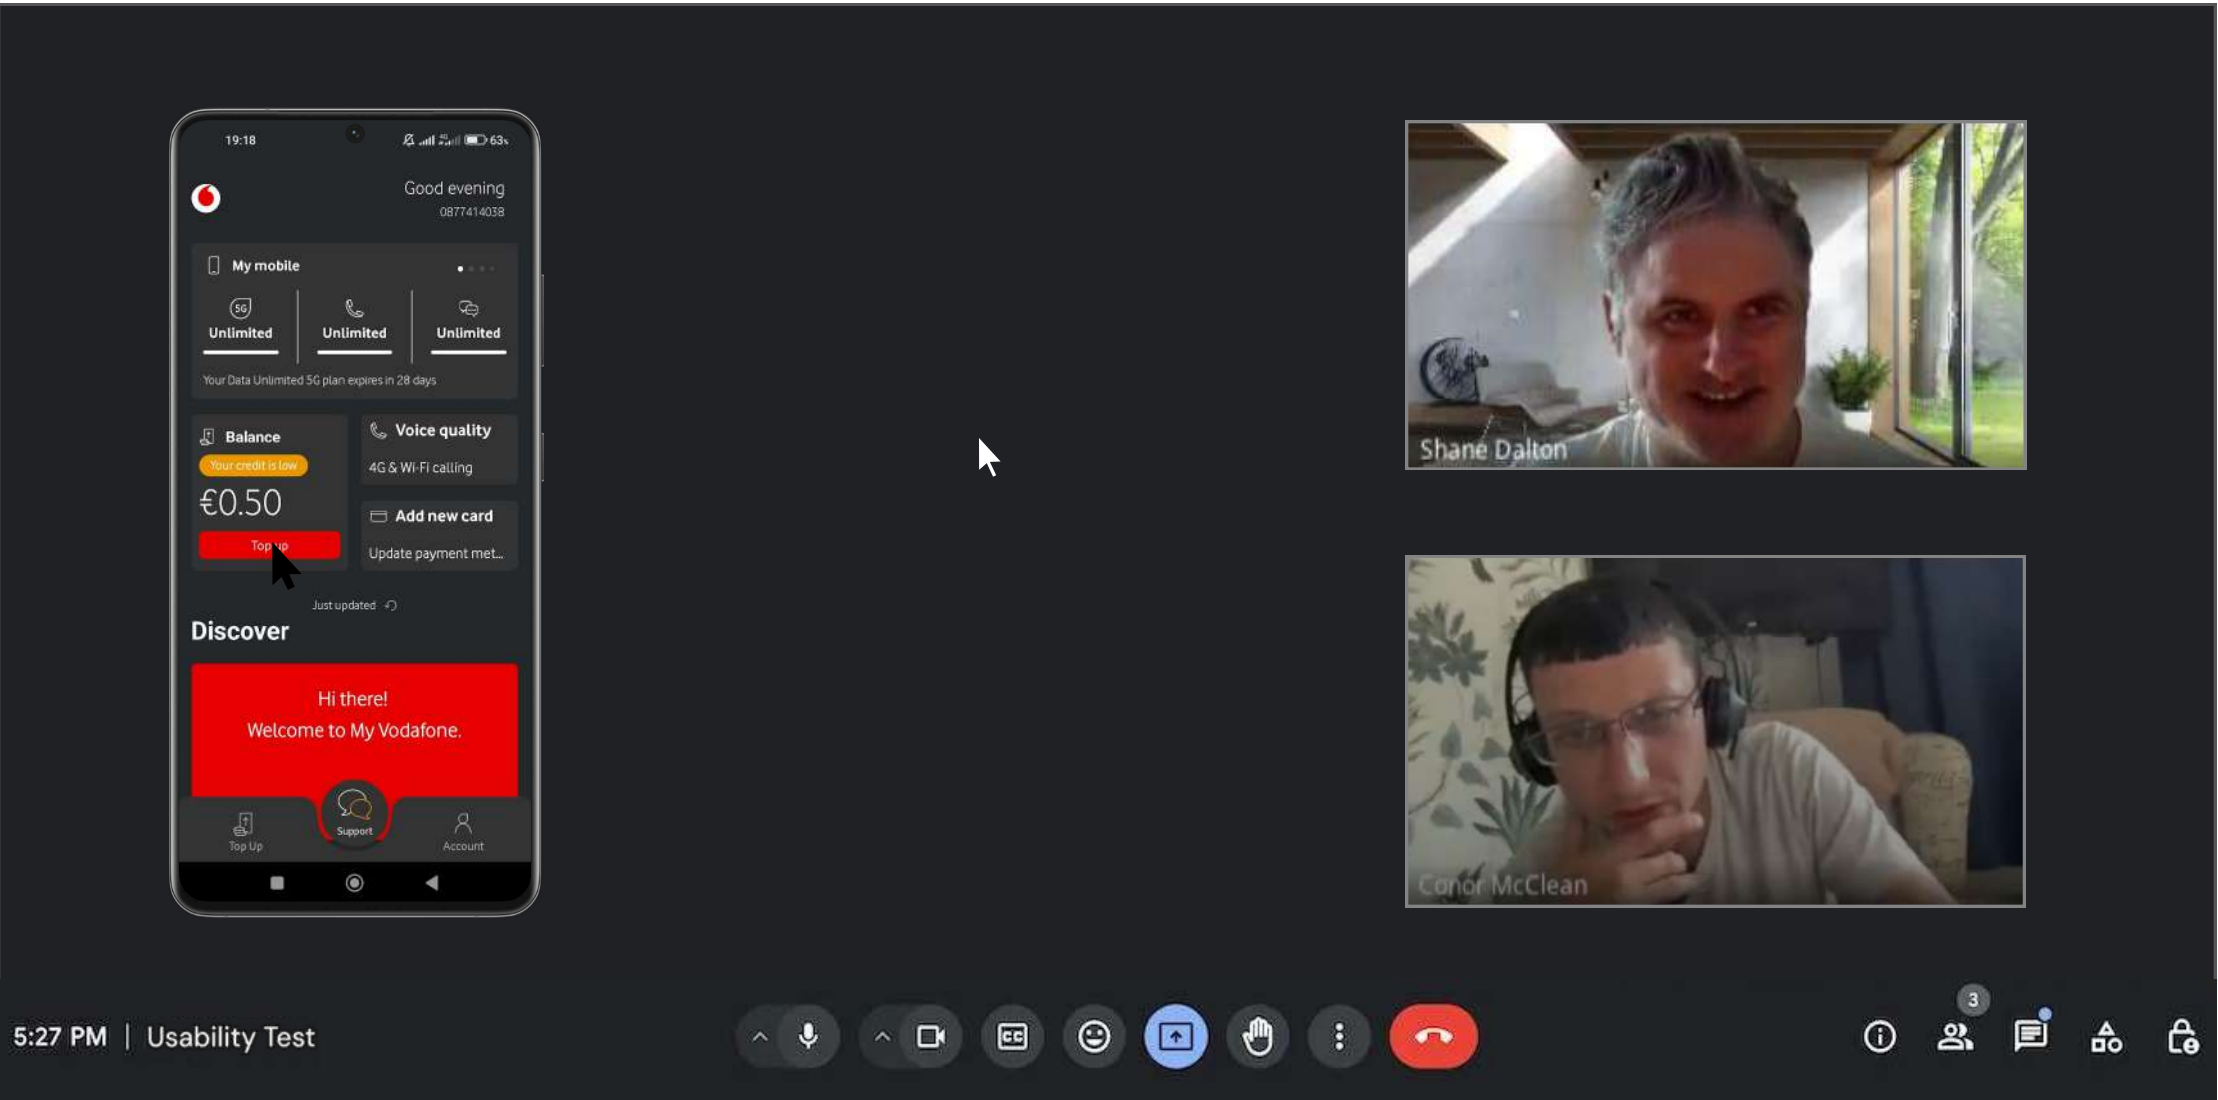 19:18
4G
63%
Good evening
0877414038
My mobile
5G
Unlimited
Unlimited
Unlimited
Your Data Unlimited 5G plan expires in 28 days
Balance
Your credit is low
€0.50
Top up
Voice quality
4G & Wi-Fi calling
Add new card
Update payment met...
Just updated
Discover
Hi there!
Welcome to My Vodafone.
Top Up
Support
Account
Shane Dalton
Conor McClean
5:27 PM | Usability Test
CC
3